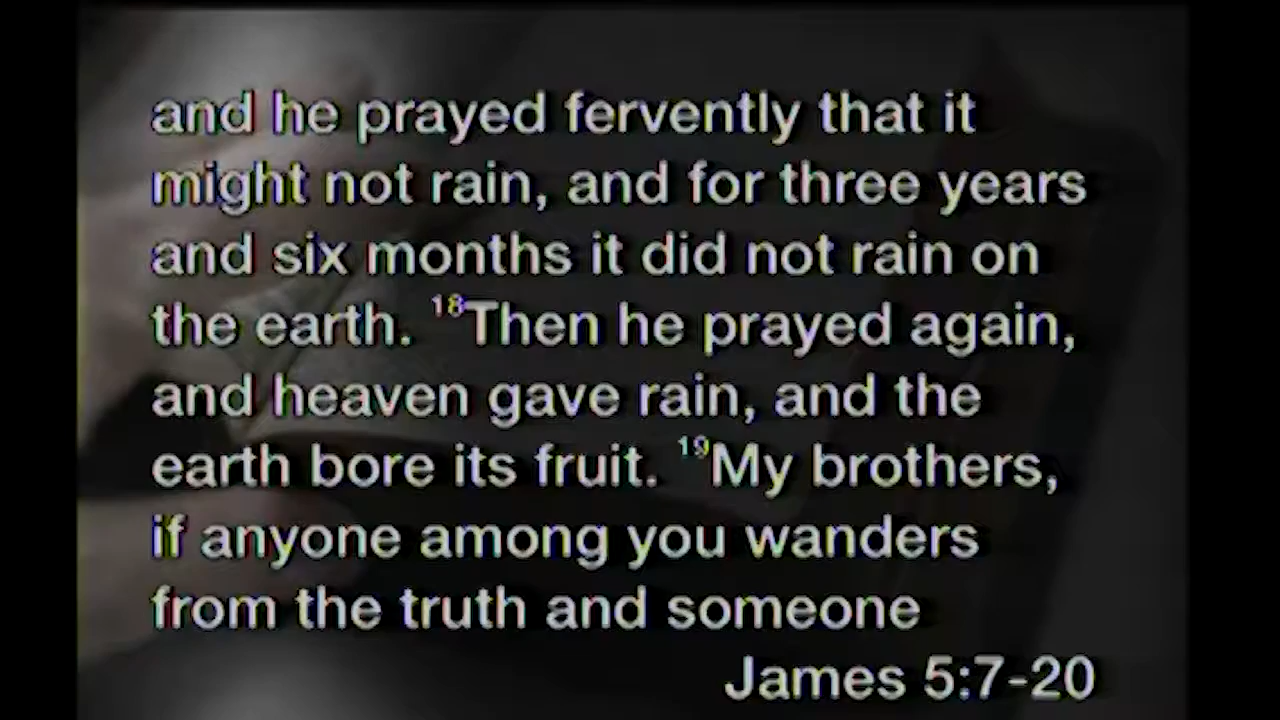 and he prayed fervently that it
might not rain, and for three years
and six months it did not rain on
the earth. ¹⁸Then he prayed again,
and heaven gave rain, and the
earth bore its fruit. ¹⁹My brothers,
if anyone among you wanders
from the truth and someone
James 5:7-20